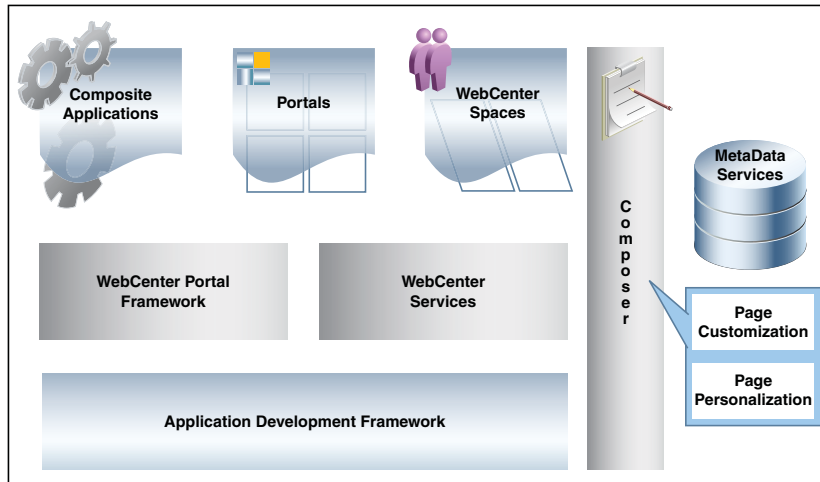 Composite
Applications
Portals
WebCenter
Spaces
MetaData
Services
Composer
WebCenter Portal
Framework
WebCenter
Services
Page
Customization
Page
Personalization
Application Development Framework